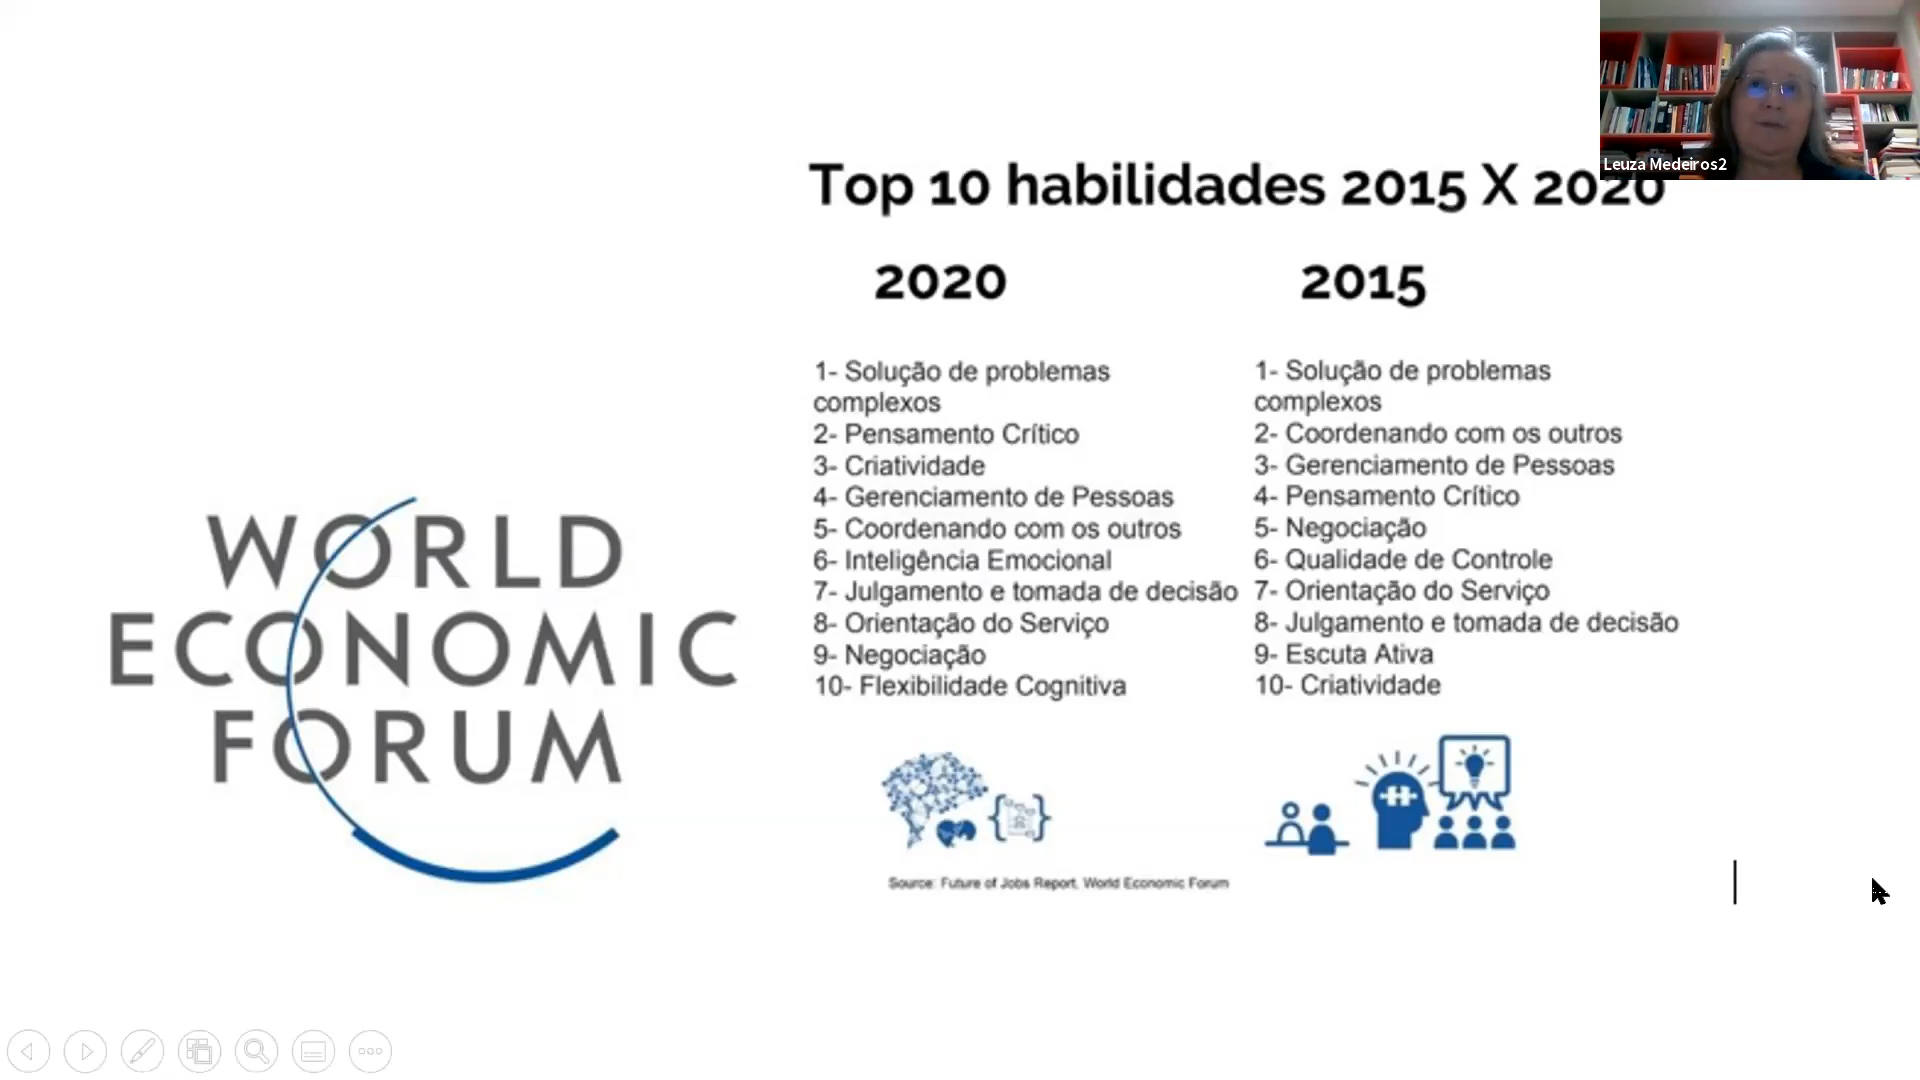 Leuza Medeiros2
Top 10 habilidades 2015 X 2020
2020
1- Solução de problemas
complexos
2- Pensamento Crítico
3- Criatividade
4- Gerenciamento de Pessoas
5- Coordenando com os outros
6- Inteligência Emocional
7- Julgamento e tomada de decisão
8- Orientação do Serviço
9- Negociação
10- Flexibilidade Cognitiva
2015
1- Solução de problemas
complexos
2- Coordenando com os outros
3- Gerenciamento de Pessoas
4- Pensamento Crítico
5- Negociação
6- Qualidade de Controle
7- Orientação do Serviço
8- Julgamento e tomada de decisão
9- Escuta Ativa
10- Criatividade
WORLD
ECONOMIC
FORUM
Source: Future of Jobs Report, World Economic Forum